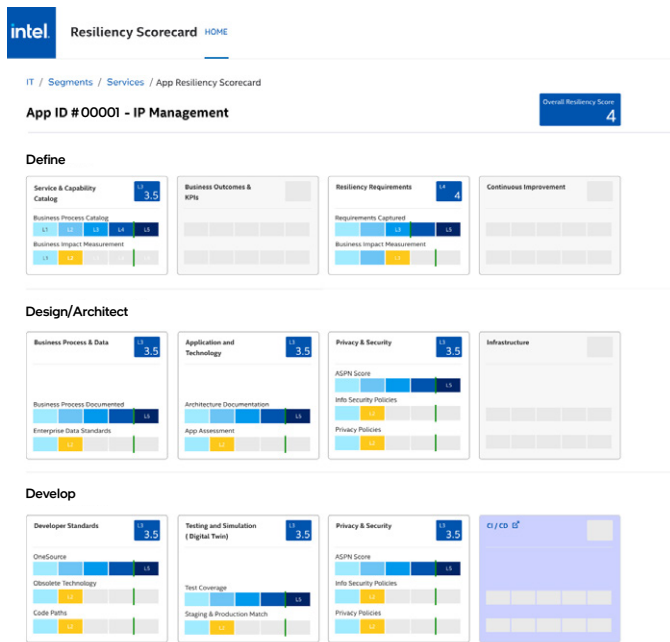 intel.
Resiliency Scorecard HOME
IT / Segments / Services / App Resiliency Scorecard
App ID #00001 - IP Management
Overall Resiliency Score
4
Define
Service & Capability
Catalog
L3
3.5
Business Process Catalog
L1 L2 L3 L4 L5
Business Impact Measurement
L1 L2
Business Outcomes &
KPIs
Resiliency Requirements
L4
4
Requirements Captured
L3 L5
Business Impact Measurement
L3
Continuous Improvement
Design/Architect
Business Process & Data
L3
3.5
Business Process Documented
L5
Enterprise Data Standards
L2
Application and
Technology
L3
3.5
Architecture Documentation
L5
App Assessment
L2
Privacy & Security
L3
3.5
ASPN Score
L5
Info Security Policies
L2
Privacy Policies
L2
Infrastructure
Develop
Developer Standards
L3
3.5
OneSource
L5
Obsolete Technology
L2
Code Paths
L2
Testing and Simulation
( Digital Twin)
L3
3.5
Test Coverage
L5
Staging & Production Match
L2
Privacy & Security
L3
3.5
ASPN Score
L5
Info Security Policies
L2
Privacy Policies
L2
CI / CD